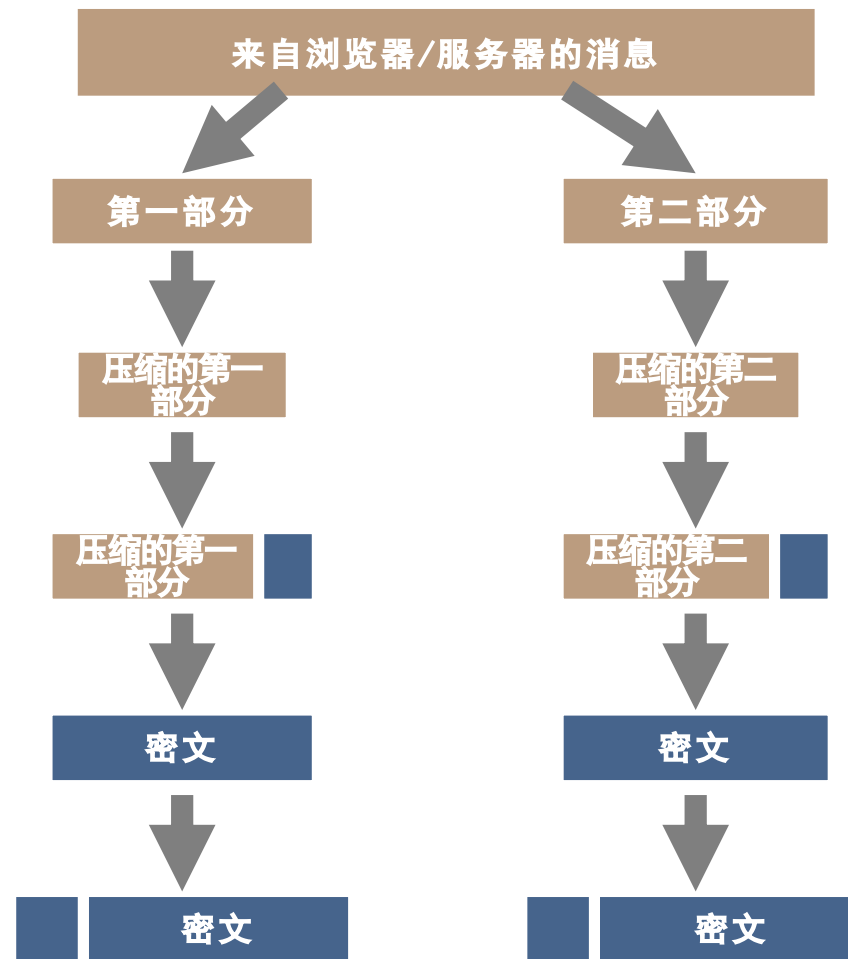 来自浏览器/服务器的消息
第一部分
第二部分
压缩的第一
部分
压缩的第二
部分
压缩的第一
部分
压缩的第二
部分
密文
密文
密文
密文